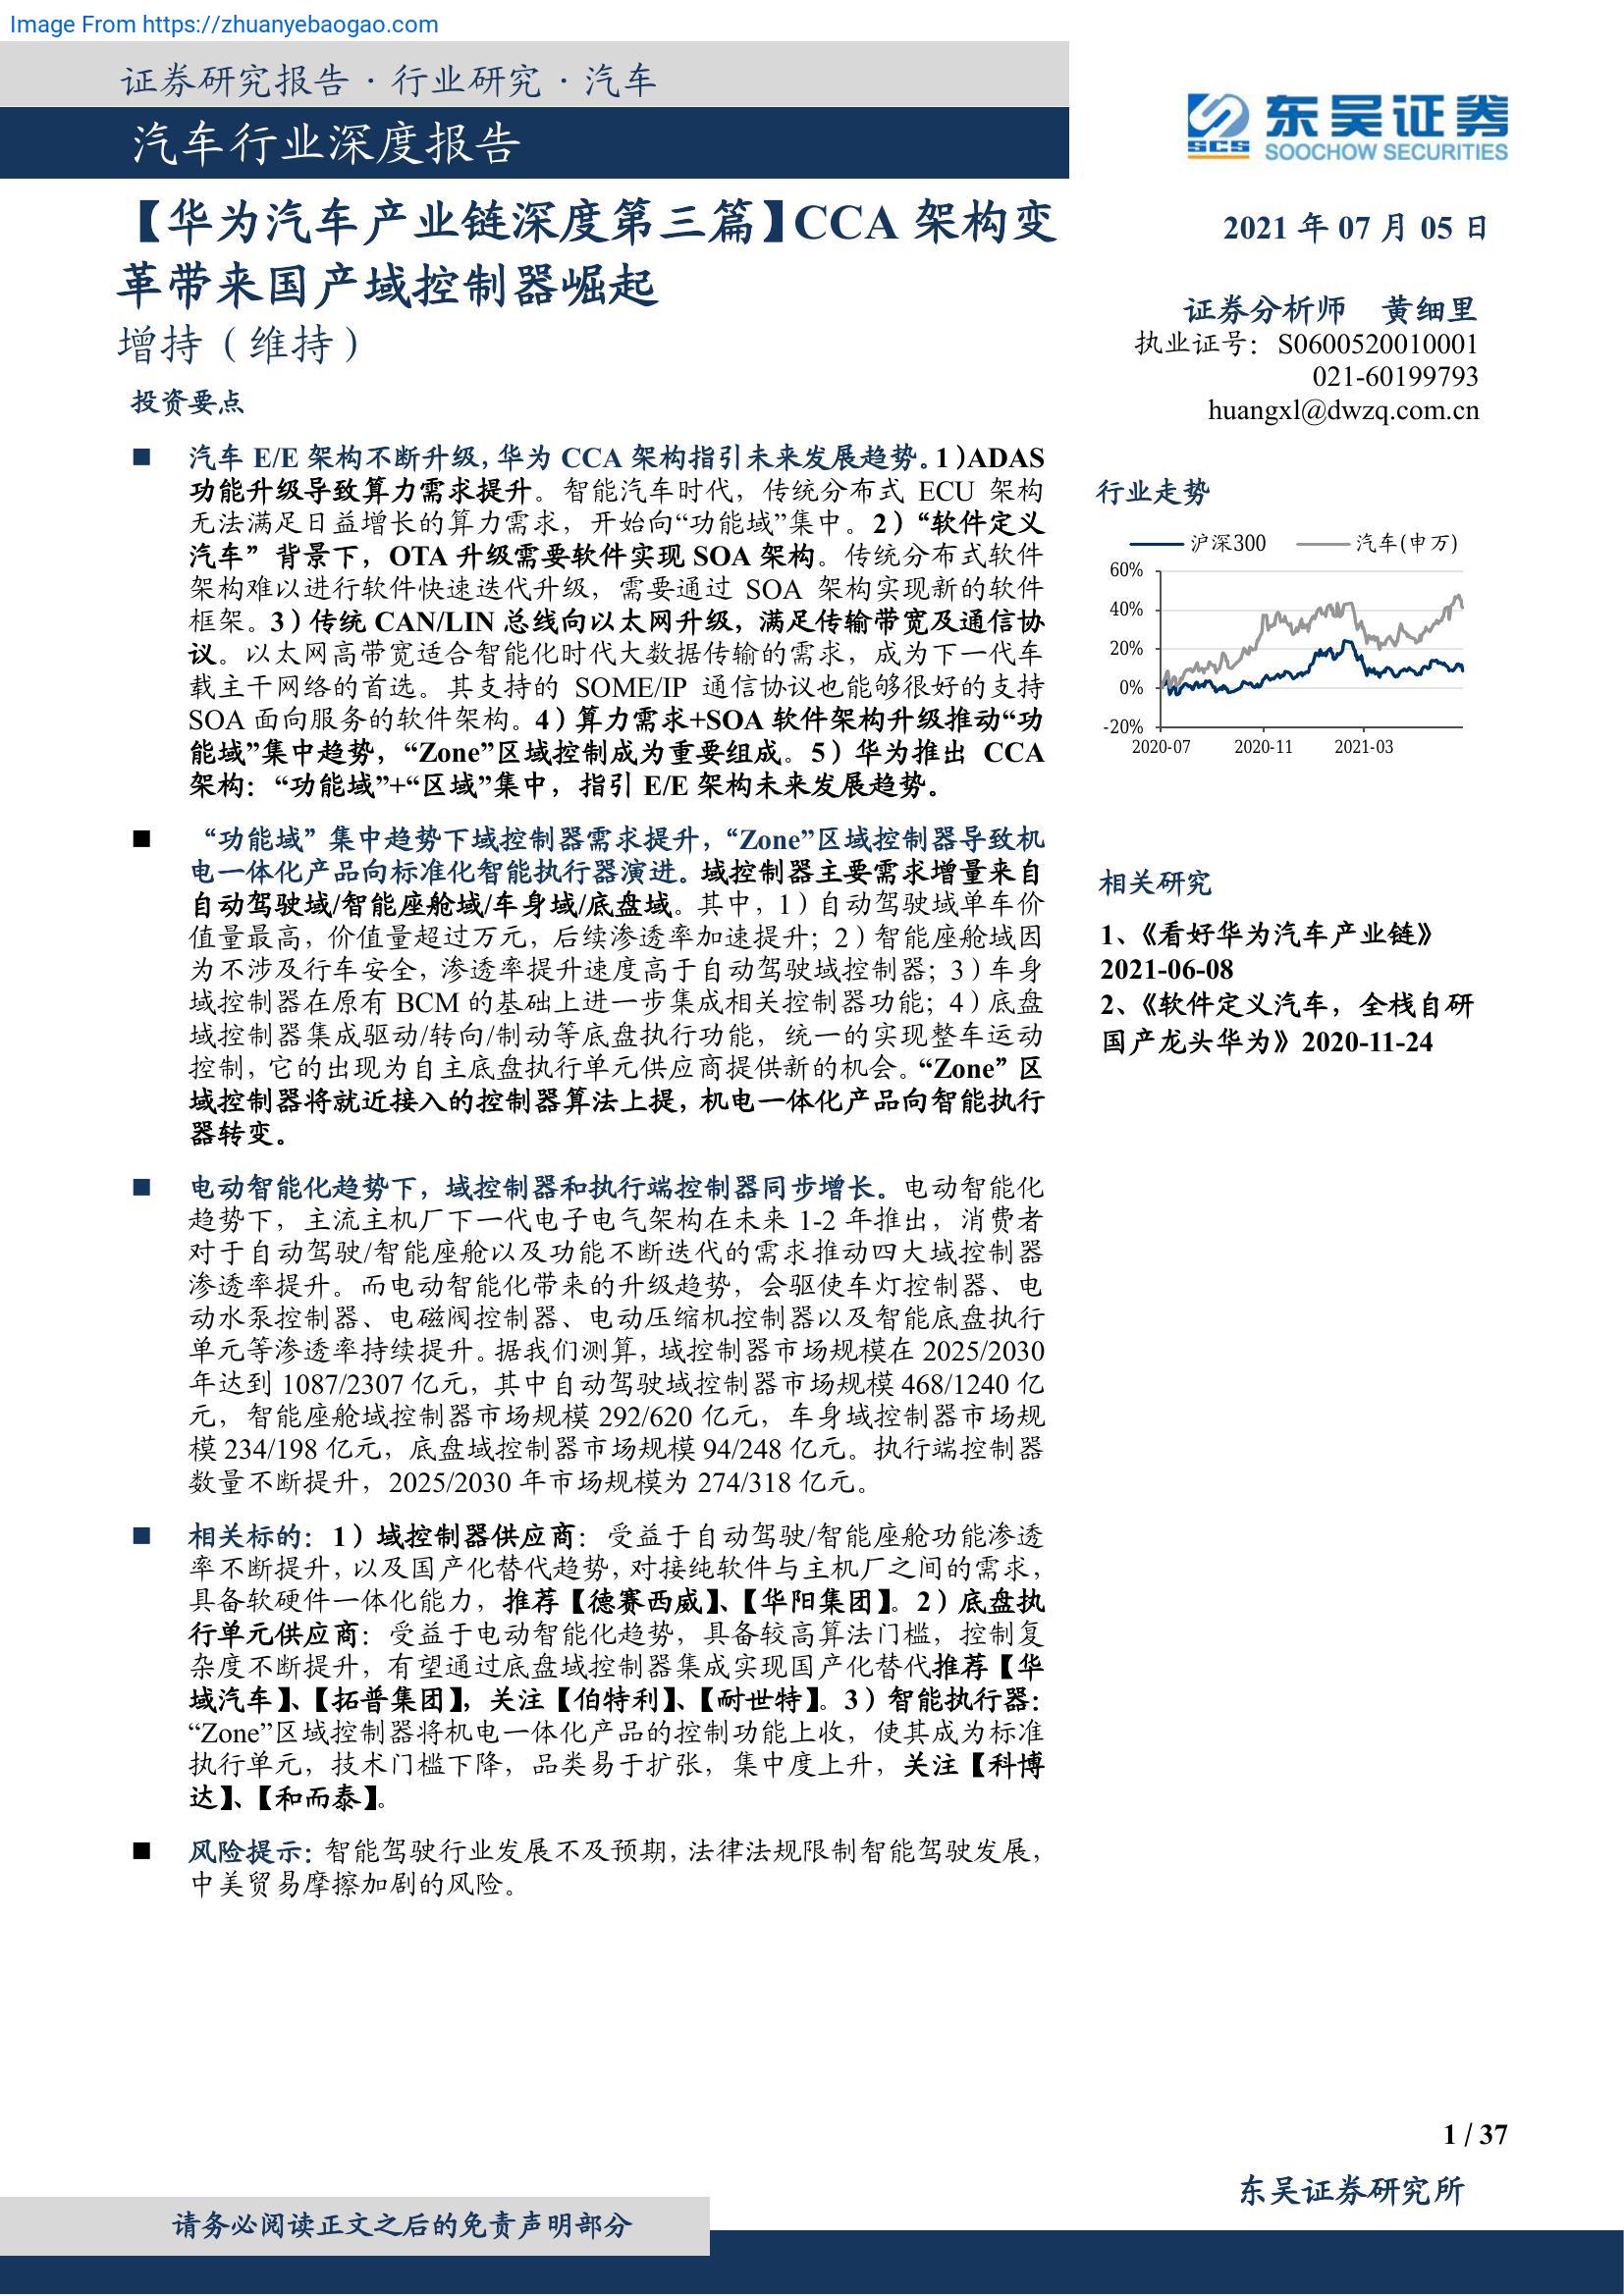 Image From https://zhuanyebaogao.com
证券研究报告 · 行业研究 · 汽车
汽车行业深度报告
东吴证券
SCS
SOOCHOW SECURITIES
【华为汽车产业链深度第三篇】CCA 架构变
革带来国产域控制器崛起
增持（维持）
投资要点
■ 汽车 E/E 架构不断升级，华为 CCA 架构指引未来发展趋势。1）ADAS
功能升级导致算力需求提升。智能汽车时代，传统分布式 ECU 架构
无法满足日益增长的算力需求，开始向“功能域”集中。2）“软件定义
汽车”背景下，OTA 升级需要软件实现 SOA 架构。传统分布式软件
架构难以进行软件快速迭代升级，需要通过 SOA 架构实现新的软件
框架。3）传统 CAN/LIN 总线向以太网升级，满足传输带宽及通信协
议。以太网高带宽适合智能化时代大数据传输的需求，成为下一代车
载主干网络的首选。其支持的 SOME/IP 通信协议也能够很好的支持
SOA 面向服务的软件架构。4）算力需求+SOA 软件架构升级推动“功
能域”集中趋势，“Zone”区域控制成为重要组成。5）华为推出 CCA
架构：“功能域”+“区域”集中，指引 E/E 架构未来发展趋势。
■ “功能域”集中趋势下域控制器需求提升，“Zone”区域控制器导致机
电一体化产品向标准化智能执行器演进。域控制器主要需求增量来自
自动驾驶域/智能座舱域/车身域/底盘域。其中，1）自动驾驶域单车价
值量最高，价值量超过万元，后续渗透率加速提升；2）智能座舱域因
为不涉及行车安全，渗透率提升速度高于自动驾驶域控制器；3）车身
域控制器在原有 BCM 的基础上进一步集成相关控制器功能；4）底盘
域控制器集成驱动/转向/制动等底盘执行功能，统一的实现整车运动
控制，它的出现为自主底盘执行单元供应商提供新的机会。“Zone”区
域控制器将就近接入的控制器算法上提，机电一体化产品向智能执行
器转变。
■ 电动智能化趋势下，域控制器和执行端控制器同步增长。电动智能化
趋势下，主流主机厂下一代电子电气架构在未来 1-2 年推出，消费者
对于自动驾驶/智能座舱以及功能不断迭代的需求推动四大域控制器
渗透率提升。而电动智能化带来的升级趋势，会驱使车灯控制器、电
动水泵控制器、电磁阀控制器、电动压缩机控制器以及智能底盘执行
单元等渗透率持续提升。据我们测算，域控制器市场规模在 2025/2030
年达到 1087/2307 亿元，其中自动驾驶域控制器市场规模 468/1240 亿
元，智能座舱域控制器市场规模 292/620 亿元，车身域控制器市场规
模 234/198 亿元，底盘域控制器市场规模 94/248 亿元。执行端控制器
数量不断提升，2025/2030 年市场规模为 274/318 亿元。
■ 相关标的：1）域控制器供应商：受益于自动驾驶/智能座舱功能渗透
率不断提升，以及国产化替代趋势，对接纯软件与主机厂之间的需求，
具备软硬件一体化能力，推荐【德赛西威】、【华阳集团】。2）底盘执
行单元供应商：受益于电动智能化趋势，具备较高算法门槛，控制复
杂度不断提升，有望通过底盘域控制器集成实现国产化替代推荐【华
域汽车】、【拓普集团】，关注【伯特利】、【耐世特】。3）智能执行器：
“Zone”区域控制器将机电一体化产品的控制功能上收，使其成为标准
执行单元，技术门槛下降，品类易于扩张，集中度上升，关注【科博
达】、【和而泰】。
■ 风险提示：智能驾驶行业发展不及预期，法律法规限制智能驾驶发展，
中美贸易摩擦加剧的风险。
2021 年 07 月 05 日
证券分析师 黄细里
执业证号：S0600520010001
021-60199793
huangxl@dwzq.com.cn
行业走势
沪深300 汽车(申万)
60%
40%
20%
0%
-20%
2020-07 2020-11 2021-03
相关研究
1、《看好华为汽车产业链》
2021-06-08
2、《软件定义汽车，全栈自研
国产龙头华为》2020-11-24
1 / 37
东吴证券研究所
请务必阅读正文之后的免责声明部分